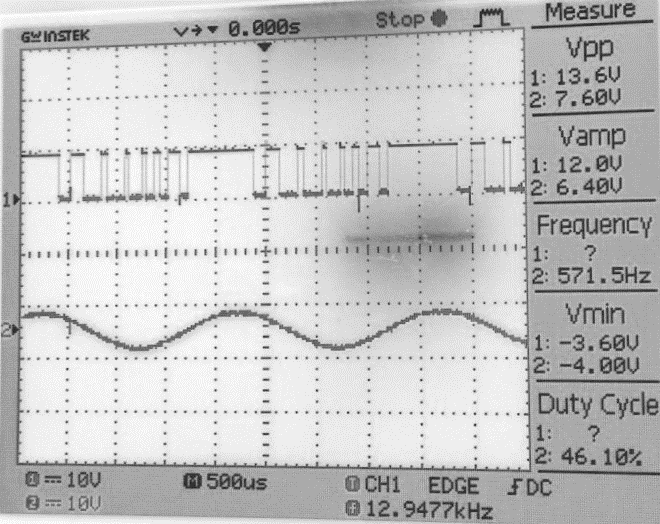 GWINSTEK 0.000s Stop Measure
Vpp
1: 13.6V
2: 7.60V
Vamp
1: 12.0V
2: 6.40V
1
Frequency
1: ?
2: 571.5Hz
Vmin
2
1: -3.60V
2: -4.00V
Duty Cycle
1: ?
2: 46.10%
1 10V M 500us CH1 EDGE DC
2 10V 12.9477kHz